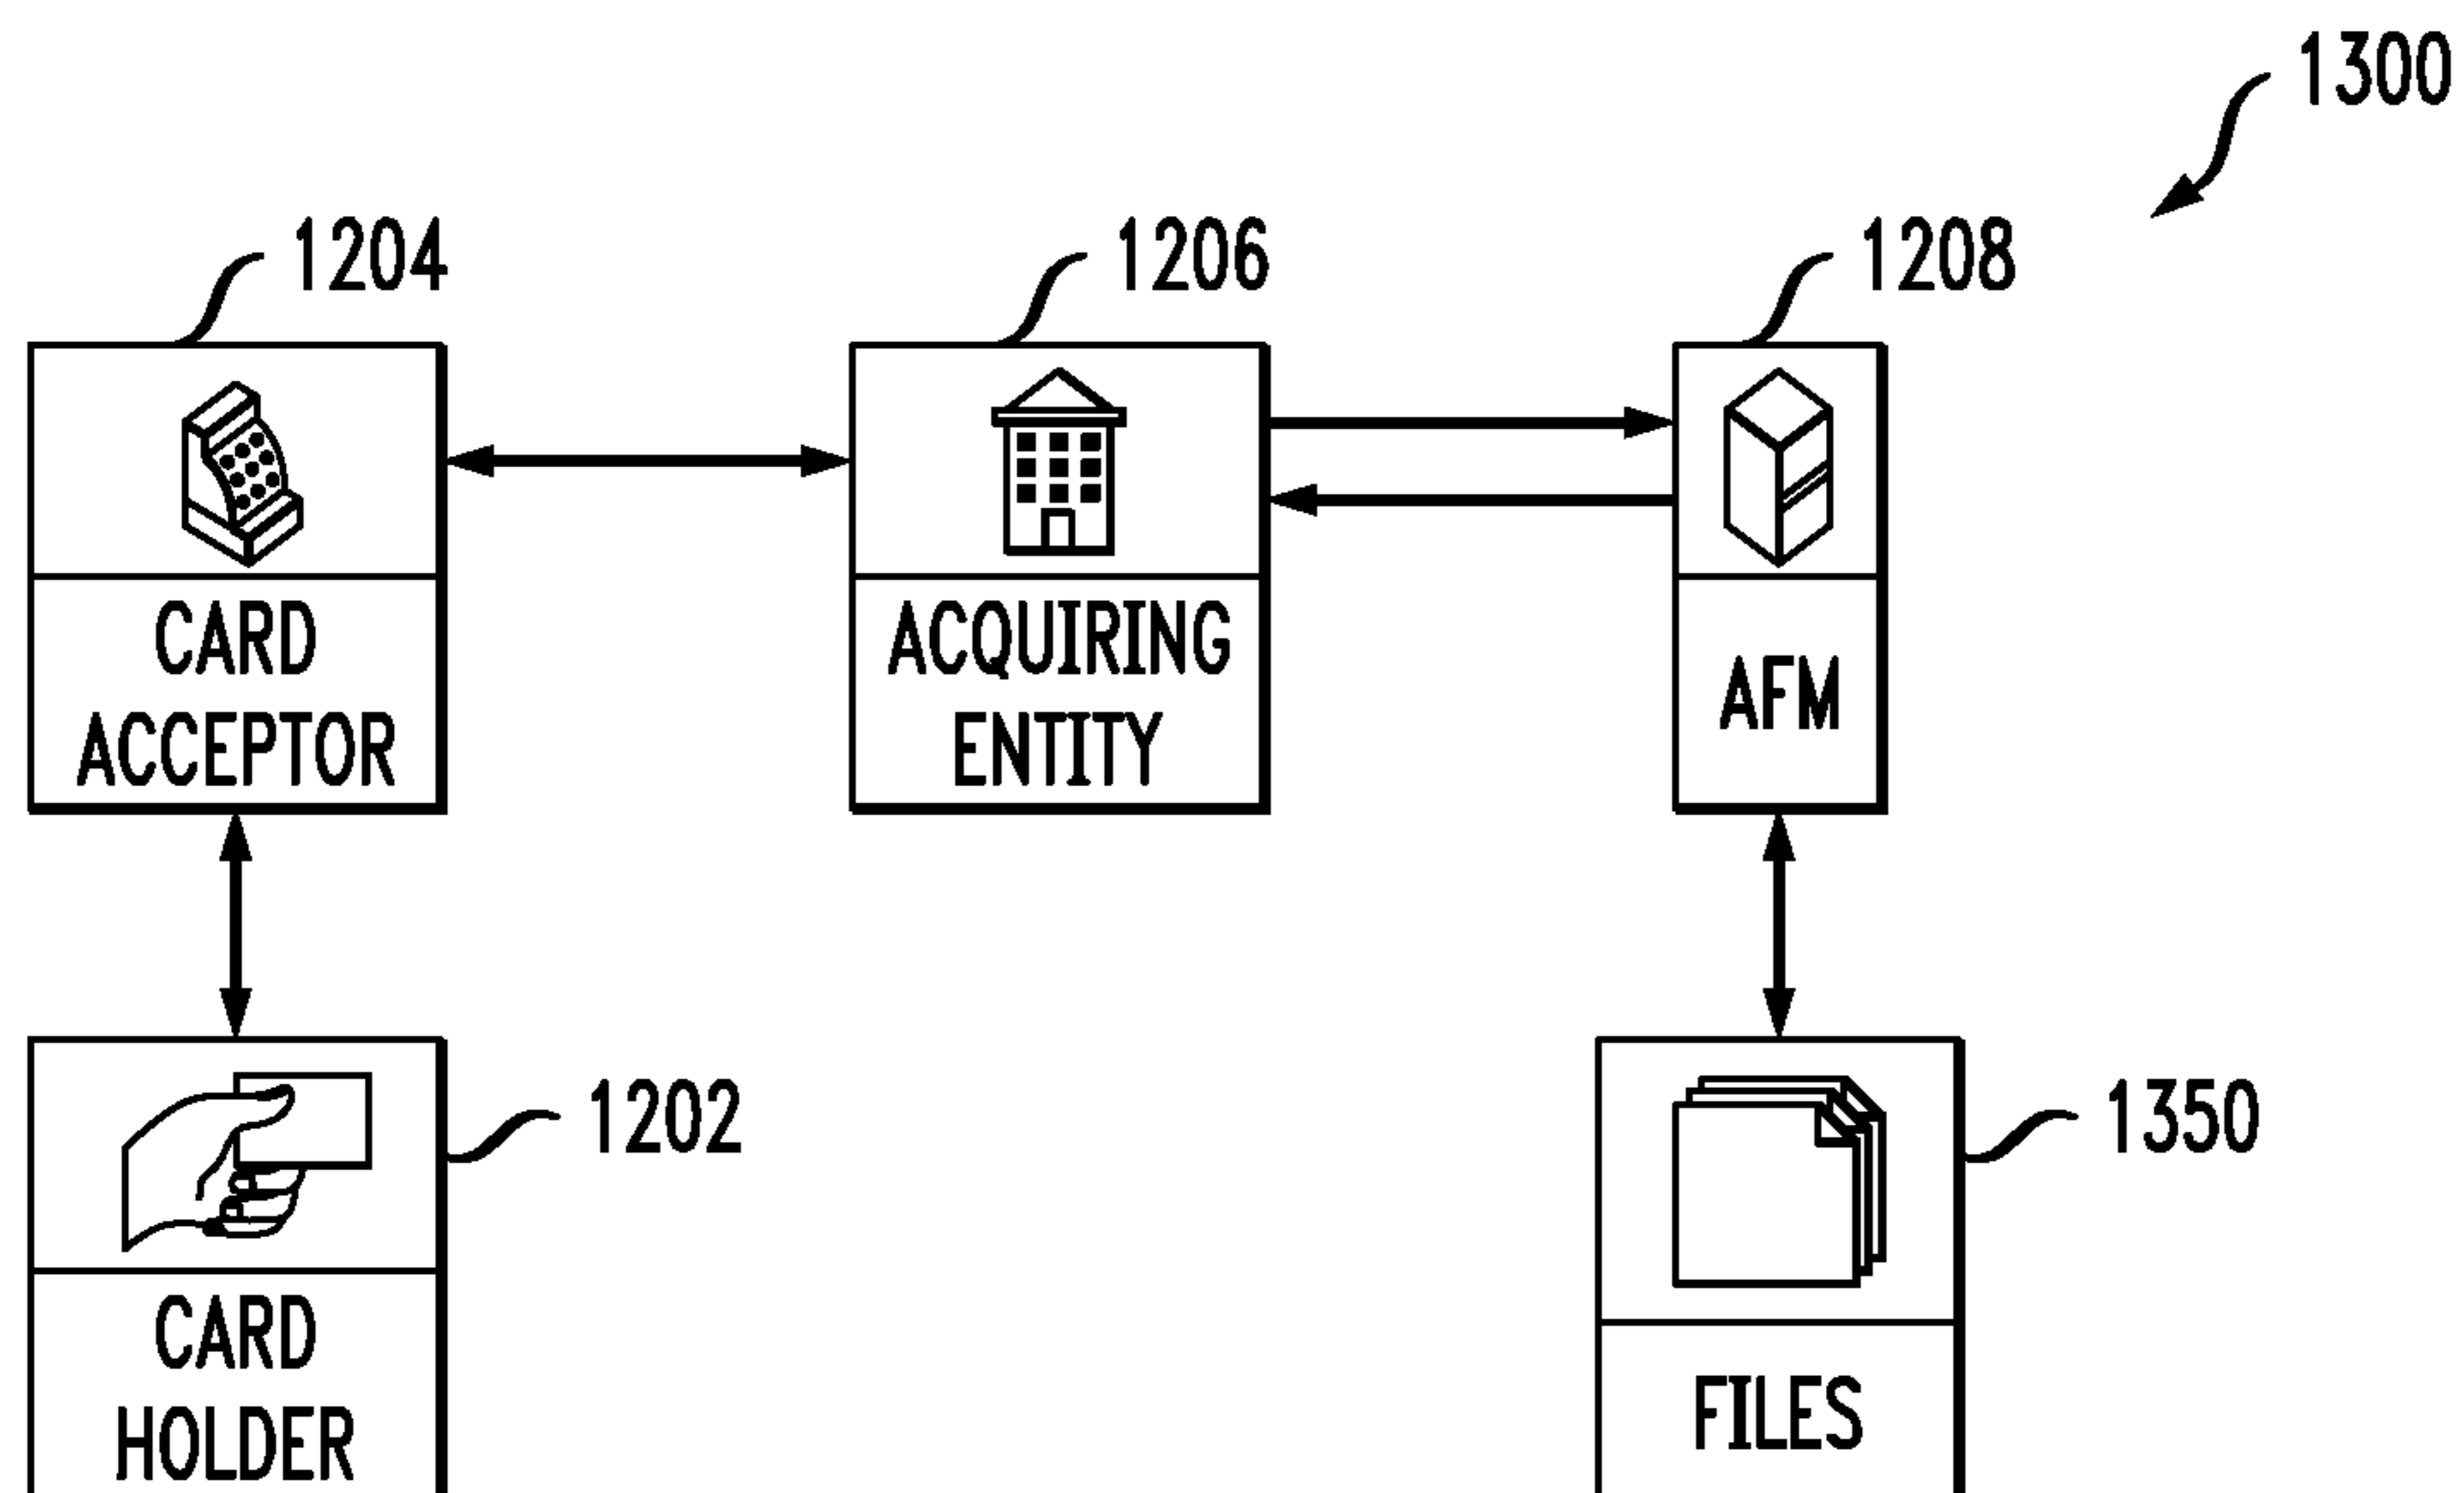 1300
1204
1206
1208
CARD
ACCEPTOR
ACQUIRING
ENTITY
AFM
1202
1350
CARD
HOLDER
FILES